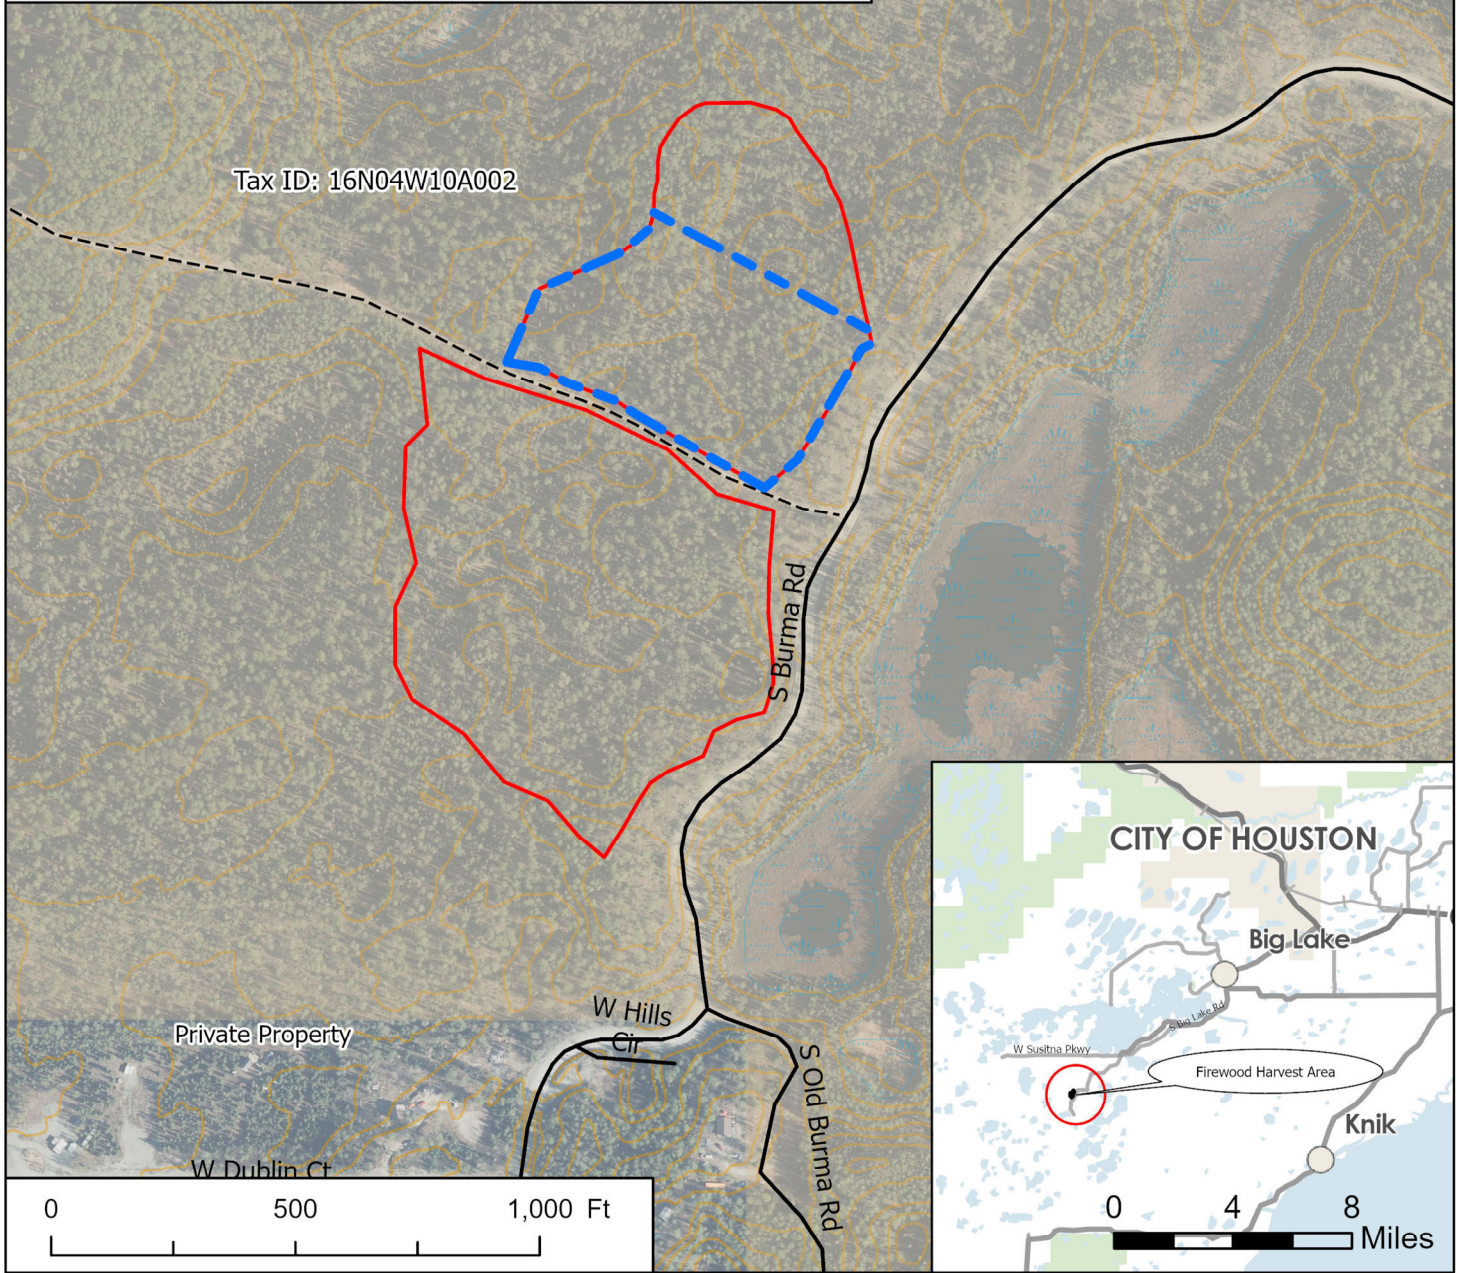 Tax ID: 16N04W10A002
S Burma Rd
W Hills
Cir
Private Property
S Old Burma Rd
W Dublin Ct
0 500 1,000 Ft
CITY OF HOUSTON
Big Lake
S Big Lake Rd
W Susitna Pkwy
Firewood Harvest Area
Knik
0 4 8
Miles